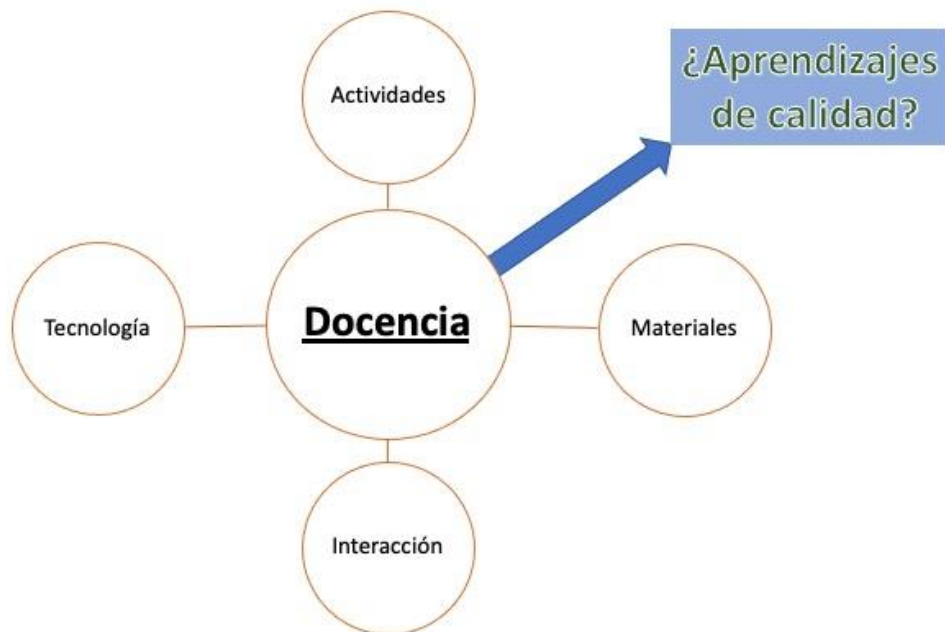 Actividades
¿Aprendizajes
de calidad?
Tecnología
Docencia
Materiales
Interacción